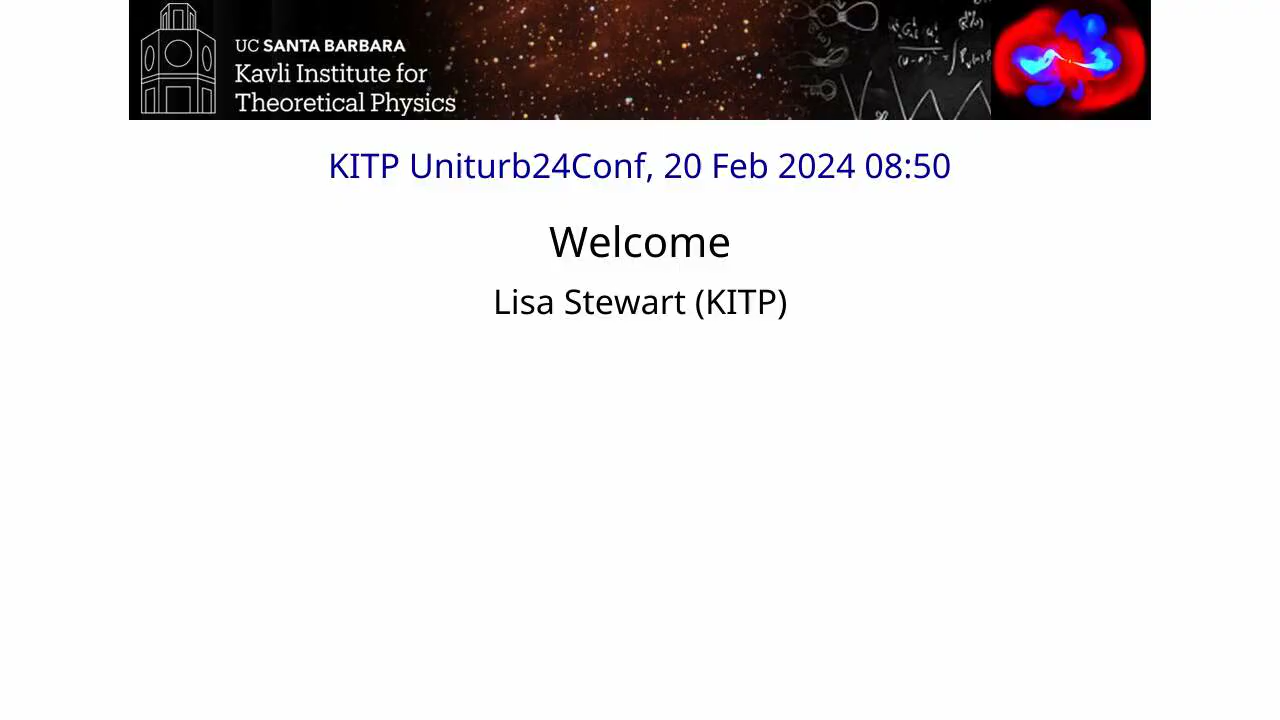 UC SANTA BARBARA
Kavli Institute for
Theoretical Physics
KITP Uniturb24Conf, 20 Feb 2024 08:50
Welcome
Lisa Stewart (KITP)